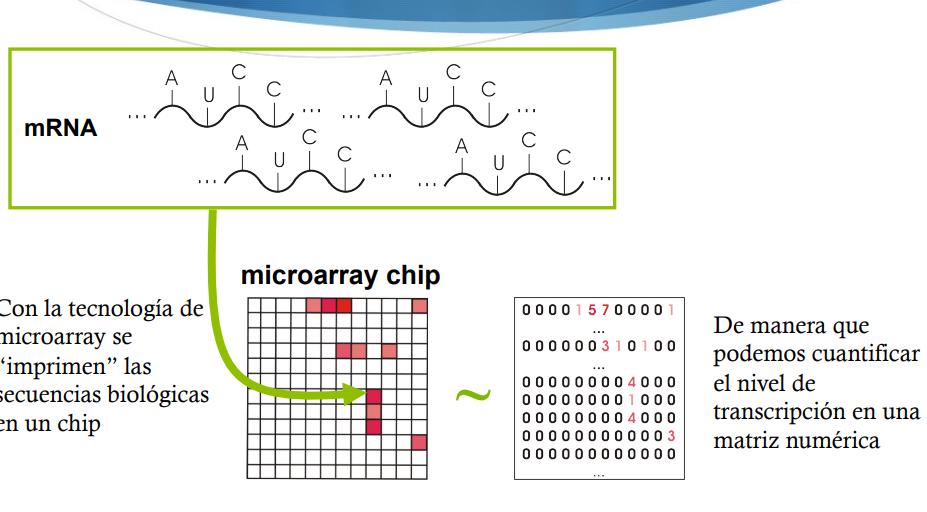 A U C C ... A U C C ...
... ...
mRNA
A U C C ... A U C C ...
... ...
microarray chip
Con la tecnología de
microarray se
“imprimen” las
secuencias biológicas
en un chip
~
0 0 0 0 1 5 7 0 0 0 0 1
...
0 0 0 0 0 0 3 1 0 1 0 0
...
0 0 0 0 0 0 0 0 4 0 0 0
0 0 0 0 0 0 0 0 1 0 0 0
0 0 0 0 0 0 0 0 4 0 0 0
0 0 0 0 0 0 0 0 0 0 0 3
0 0 0 0 0 0 0 0 0 0 0 0
...
De manera que
podemos cuantificar
el nivel de
transcripción en una
matriz numérica